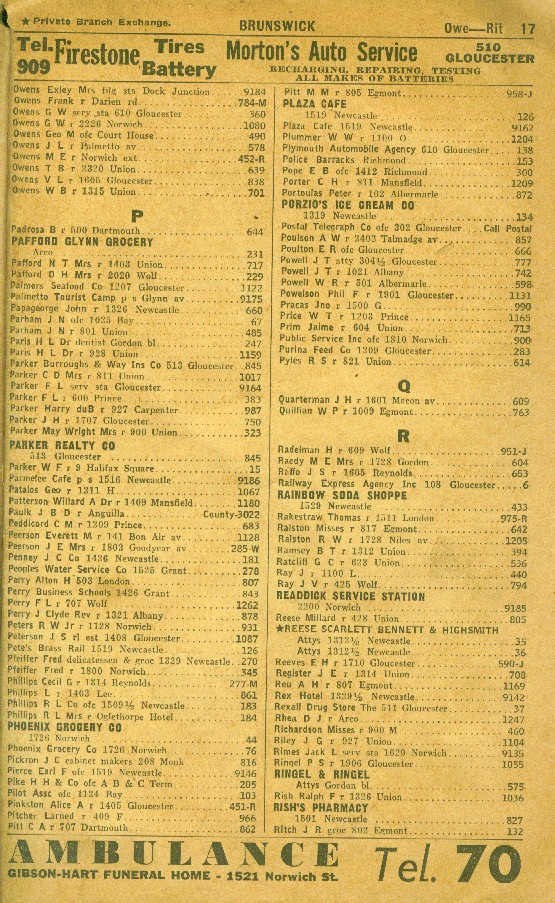 ★ Private Branch Exchange. BRUNSWICK Owe—Rit 17
Tel. 909 Firestone Tires Battery Morton's Auto Service 510 GLOUCESTER
RECHARGING, REPAIRING, TESTING
ALL MAKES OF BATTERIES
Owens Exley Mrs filg sta Dock Junction 9184
Owens Frank r Darien rd 784-M
Owens G W serv sta 610 Gloucester 360
Owens G W r 2226 Norwich 1080
Owens Geo M ofc Court House 490
Owens J L r Palmetto av 578
Owens M E r Norwich ext 452-R
Owens T B r 2320 Union 639
Owens V L r 1605 Gloucester 838
Owens W B r 1315 Union 701
P
Padrosa B r 500 Dartmouth 644
PAFFORD GLYNN GROCERY
Arco 231
Pafford N T Mrs r 1403 Union 717
Pafford O H Mrs r 2020 Wolf 229
Palmers Seafood Co 1207 Gloucester 1122
Palmetto Tourist Camp p s Glynn av 9175
Papageorge John r 1326 Newcastle 660
Parham J N ofc 1025 Bay 67
Parham J N r 801 Union 485
Paris H L Dr dentist Gordon bl 247
Paris H L Dr r 928 Union 1159
Parker Burroughs & Way Ins Co 513 Gloucester 845
Parker C D Mrs r 811 Union 1017
Parker F L serv sta Gloucester 9164
Parker F L r 600 Prince 383
Parker Harry duB r 927 Carpenter 987
Parker J H r 1707 Gloucester 750
Parker May Wright Mrs r 900 Union 323
PARKER REALTY CO
513 Gloucester 845
Parker W F r 9 Halifax Square 15
Parmelee Cafe p s 1516 Newcastle 9186
Patalos Geo r 1311 H 1067
Patterson Willard A Dr r 1409 Mansfield 1180
Paulk J B D r Anguilla County-3022
Peddicord C M r 1309 Prince 683
Peerson Everett M r 141 Bon Air av 1128
Peerson J E Mrs r 1803 Goodyear av 285-W
Penney J C Co 1426 Newcastle 181
Peoples Water Service Co 1525 Grant 278
Perry Alton H 503 London 807
Perry Business Schools 1426 Grant 843
Perry F L r 707 Wolf 1262
Perry J Clyde Rev r 1321 Albany 878
Peters R W Jr r 1128 Norwich 931
Peterson J S rl est 1408 Gloucester 1087
Pete's Brass Rail 1519 Newcastle 126
Pfeiffer Fred delicatessen & groc 1329 Newcastle 270
Pfeiffer Fred r 1800 Norwich 345
Phillips Cecil G r 1314 Reynolds 277-M
Phillips L r 1403 Lee 861
Phillips R L Co ofc 1509½ Newcastle 183
Phillips R L Mrs r Oglethorpe Hotel 184
PHOENIX GROCERY CO
1726 Norwich 44
Phoenix Grocery Co 1726 Norwich 76
Pickron J C cabinet makers 208 Monk 816
Pierce Earl F ofc 1519 Newcastle 9146
Pike H H & Co ofc A B & C Term 205
Pilot Assc ofc 1124 Bay 103
Pinkston Alice A r 1405 Gloucester 451-R
Pitcher Larned r 409 F 966
Pitt C A r 707 Dartmouth 862
Pitt M M r 805 Egmont 958-J
PLAZA CAFE
1519 Newcastle 126
Plaza Cafe 1519 Newcastle 9162
Plummer W W r 1100 O 1204
Plymouth Automobile Agency 610 Gloucester 138
Police Barracks Richmond 153
Pope E B ofc 1412 Richmond 300
Porter C H r 811 Mansfield 1209
Portoulas Peter r 102 Albermarle 872
PORZIO'S ICE CREAM CO
1319 Newcastle 134
Postal Telegraph Co ofc 302 Gloucester Call Postal
Poulson A W r 2403 Talmadge av 857
Poulton E R ofc Gloucester 666
Powell J T atty 304½ Gloucester 777
Powell J T r 1021 Albany 742
Powell W R r 501 Albermarle 598
Powelson Phil F r 1901 Gloucester 1131
Pracas Jno r 1500 G 990
Price W T r 1203 Prince 1165
Prim Jaime r 604 Union 713
Public Service Inc ofc 1810 Norwich 900
Purina Feed Co 1209 Gloucester 283
Pyles R S r 821 Union 614
Q
Quarterman J H r 1601 Macon av 609
Quillian W P r 1009 Egmont 763
R
Radelman H r 609 Wolf 951-J
Raedy M E Mrs r 1728 Gordon 604
Raffo J S r 1605 Reynolds 653
Railway Express Agency Inc 108 Gloucester 6
RAINBOW SODA SHOPPE
1529 Newcastle 433
Rakestraw Thomas r 1511 London 975-R
Ralston Misses r 817 Egmont 642
Ralston R W r 1728 Niles av 1205
Ramsey B T r 1312 Union 394
Ratcliff G C r 628 Union 536
Ray J r 1100 L 440
Ray J V r 425 Wolf 794
READDICK SERVICE STATION
2200 Norwich 9185
Reese Millard r 428 Union 805
★REESE SCARLETT BENNETT & HIGHSMITH
Attys 1312½ Newcastle 35
Attys 1312½ Newcastle 36
Reeves E H r 1710 Gloucester 590-J
Register J E r 1314 Union 708
Reu A H r 807 Egmont 1169
Rex Hotel 1329½ Newcastle 9142
Rexall Drug Store The 511 Gloucester 37
Rhea D J r Arco 1247
Richardson Misses r 900 M 460
Riley J G r 927 Union 1104
Rimes Jack L serv sta 1629 Norwich 9135
Ringel P S r 1906 Gloucester 1055
RINGEL & RINGEL
Attys Gordon bl 575
Rish Ralph F r 1326 Union 1036
RISH'S PHARMACY
1501 Newcastle 827
Ritch J R groc 802 Egmont 132
AMBULANCE Tel. 70
GIBSON-HART FUNERAL HOME - 1521 Norwich St.